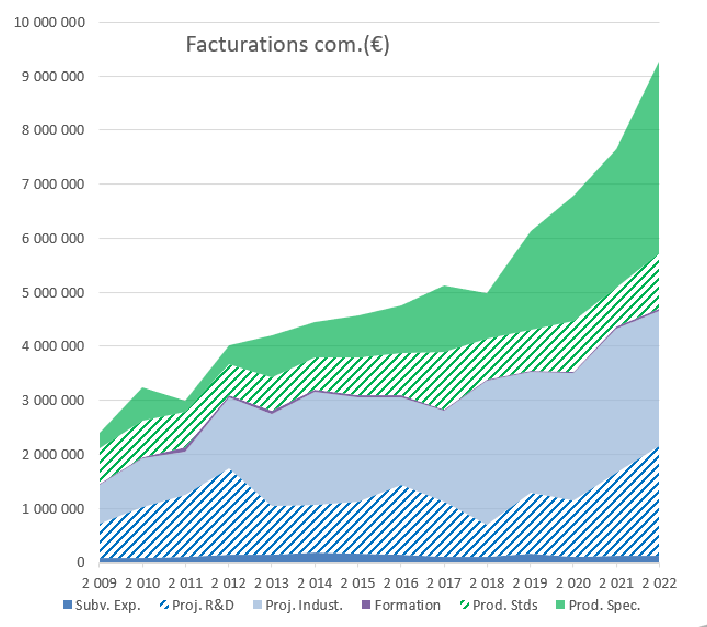 Facturations com.(€)
10 000 000
9 000 000
8 000 000
7 000 000
6 000 000
5 000 000
4 000 000
3 000 000
2 000 000
1 000 000
0
2 009 2 010 2 011 2 012 2 013 2 014 2 015 2 016 2 017 2 018 2 019 2 020 2 021 2 022
Subv. Exp. Proj. R&D Proj. Indust. Formation Prod. Stds Prod. Spec.